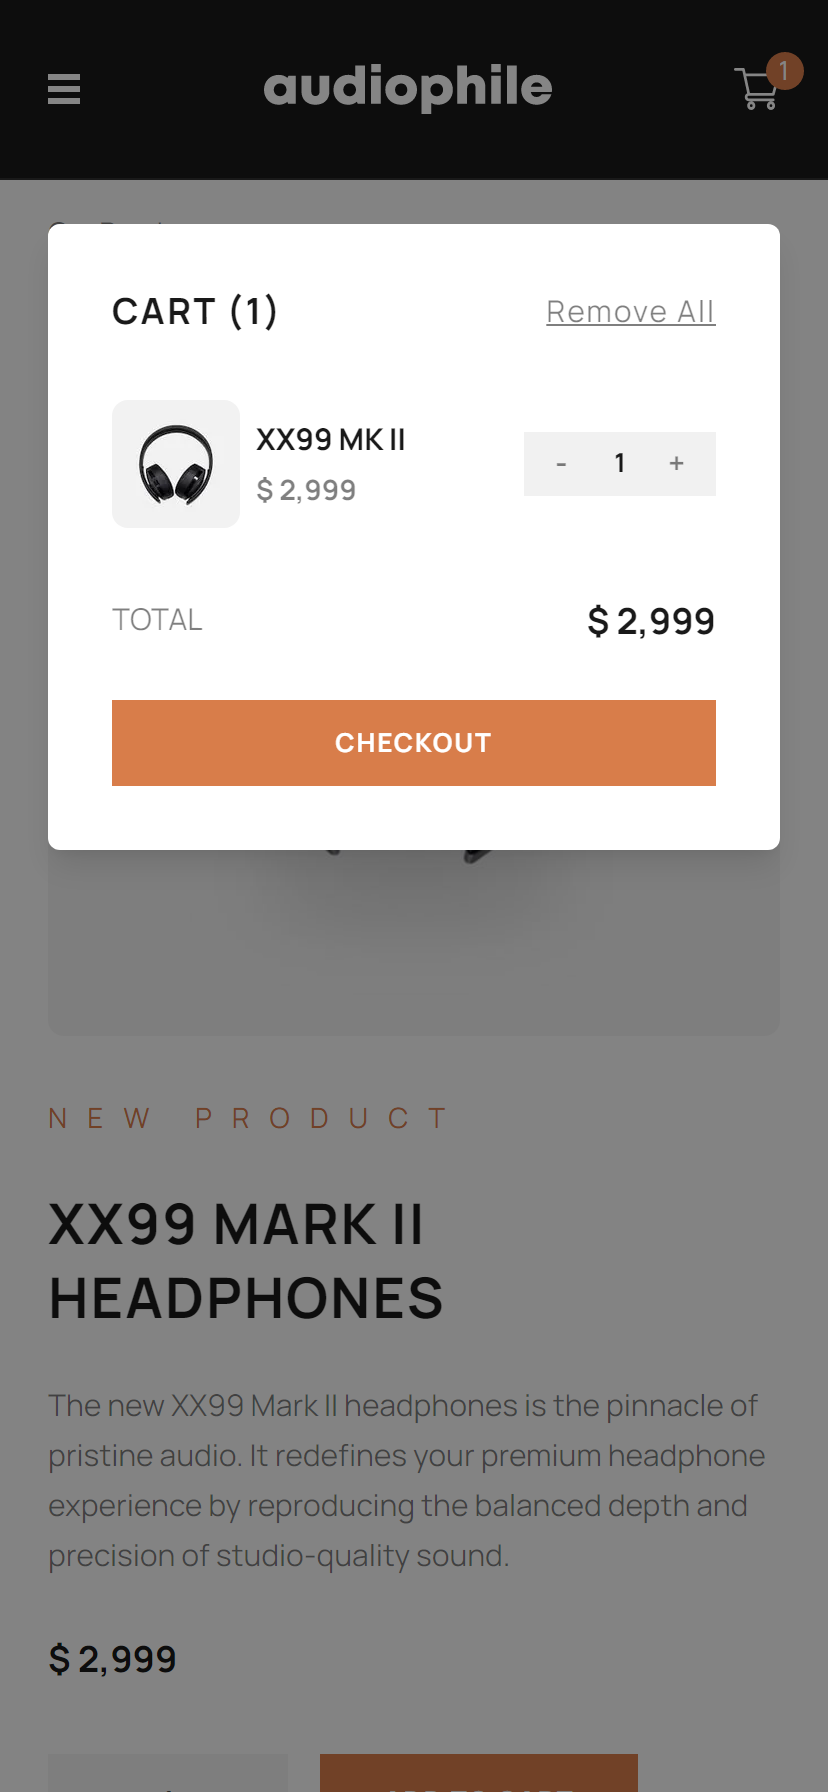 audiophile
1
CART (1)
Remove All
XX99 MK II
$ 2,999
- 1 +
TOTAL
$ 2,999
CHECKOUT
NEW PRODUCT
XX99 MARK II
HEADPHONES
The new XX99 Mark II headphones is the pinnacle of
pristine audio. It redefines your premium headphone
experience by reproducing the balanced depth and
precision of studio-quality sound.
$ 2,999